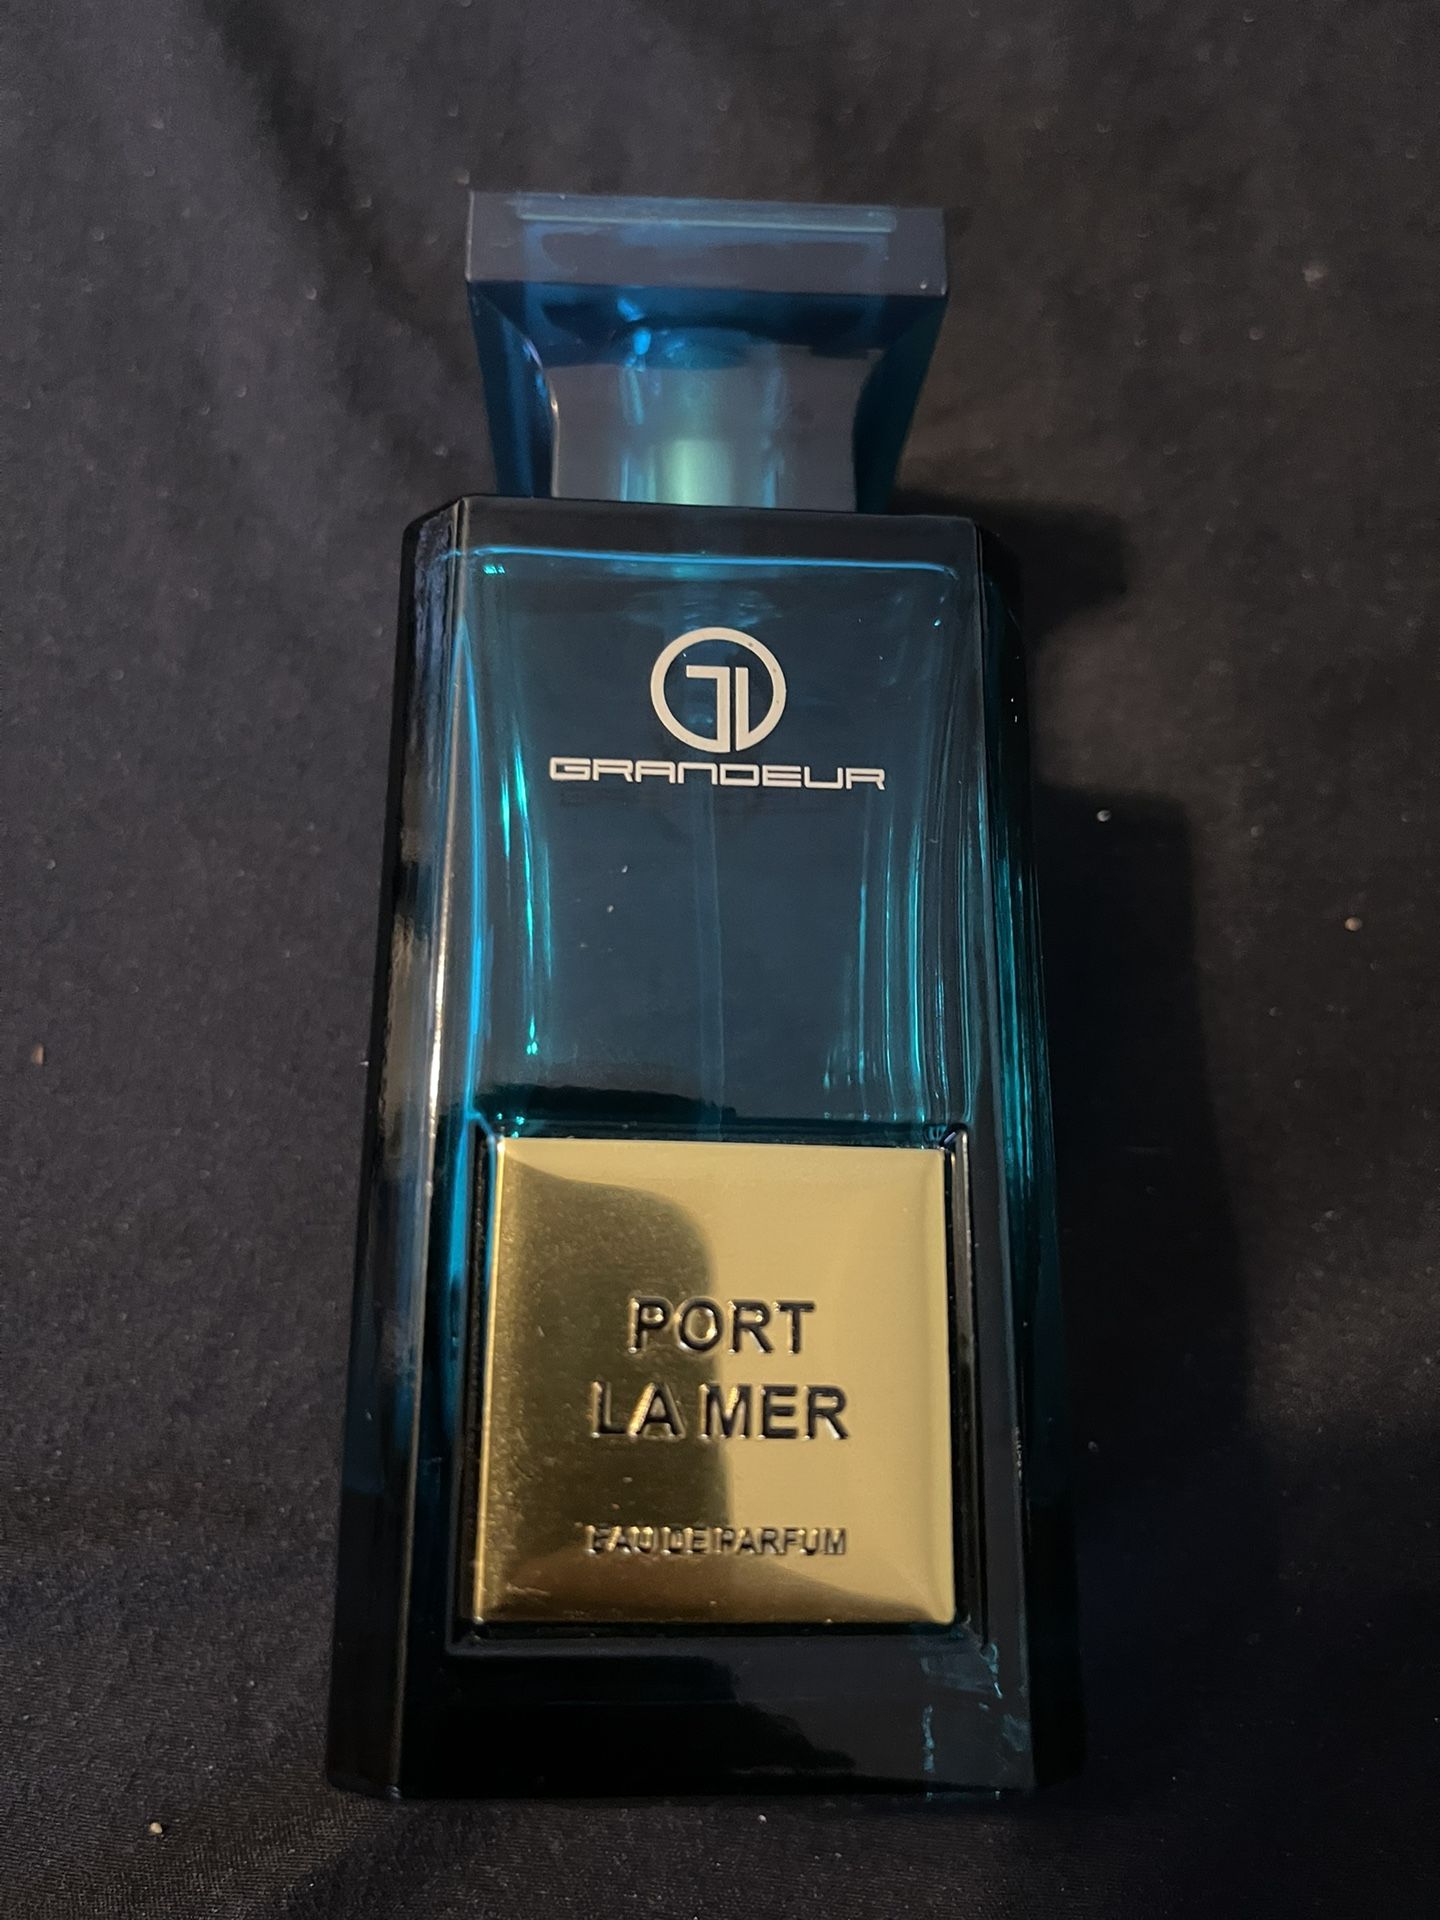 GRANDEUR
PORT
LA MER
EAU DE PARFUM